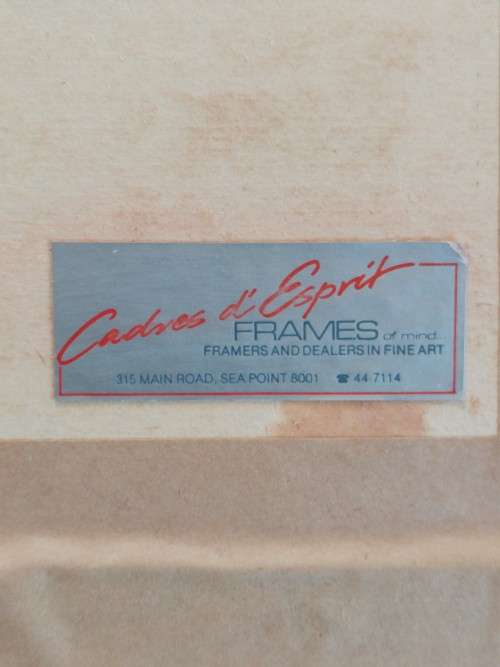 Cadres d'Esprit
FRAMES of mind...
FRAMERS AND DEALERS IN FINE ART
315 MAIN ROAD, SEA POINT 8001 ☎ 44 7114